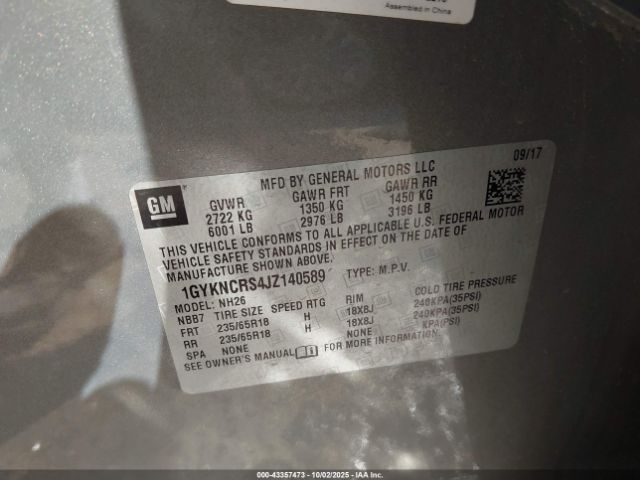 Assembled in China
09/17
MFD BY GENERAL MOTORS LLC
GM
GVWR GAWR FRT GAWR RR
2722 KG 1350 KG 1450 KG
6001 LB 2976 LB 3196 LB
THIS VEHICLE CONFORMS TO ALL APPLICABLE U.S. FEDERAL MOTOR
VEHICLE SAFETY STANDARDS IN EFFECT ON THE DATE OF
MANUFACTURE SHOWN ABOVE.
1GYKNCRS4JZ140589 TYPE: M.P.V.
MODEL: NH26
NBB7 TIRE SIZE SPEED RTG RIM COLD TIRE PRESSURE
FRT 235/65R18 H 18X8J 240KPA(35PSI)
RR 235/65R18 H 18X8J 240KPA(35PSI)
SPA NONE NONE KPA(PSI)
SEE OWNER'S MANUAL FOR MORE INFORMATION
000-43357473 - 10/02/2025 - © IAA Inc.